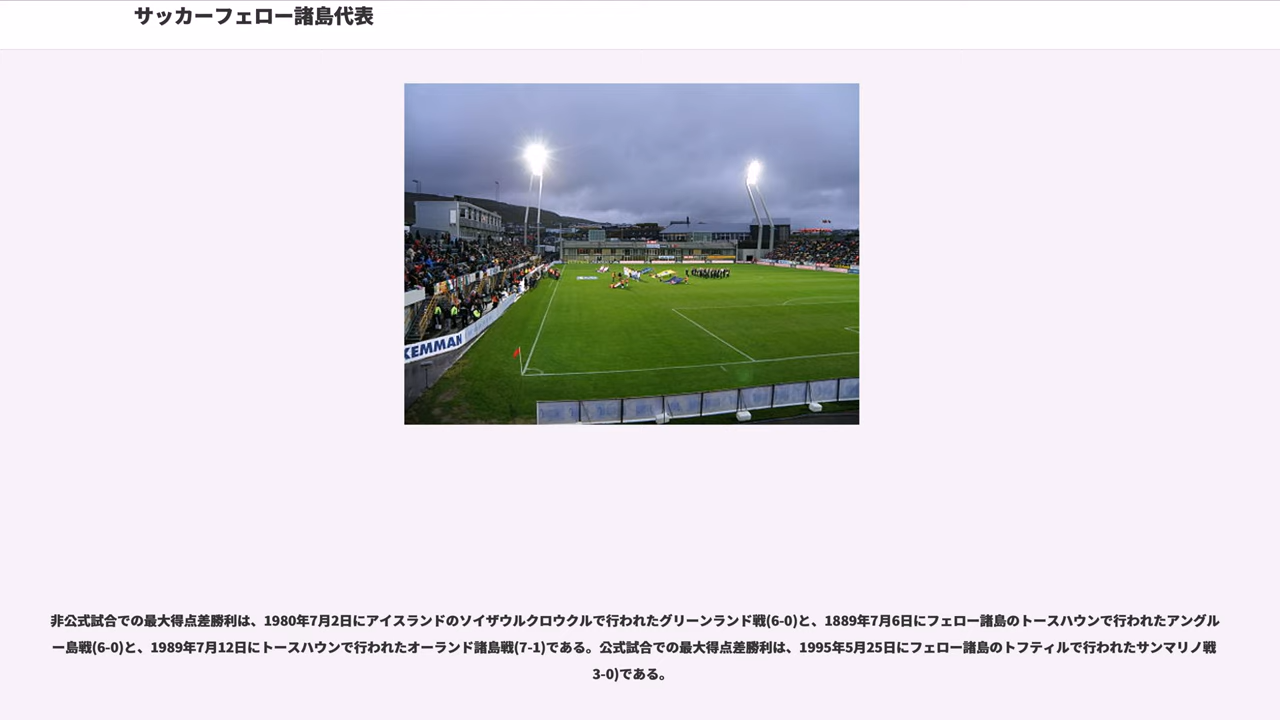 サッカーフェロー諸島代表
KEMMAN
非公式試合での最大得点差勝利は、1980年7月2日にアイスランドのソイザウルクロウクルで行われたグリーンランド戦(6-0)と、1889年7月6日にフェロー諸島のトースハウンで行われたアングル
ー島戦(6-0)と、1989年7月12日にトースハウンで行われたオーランド諸島戦(7-1)である。公式試合での最大得点差勝利は、1995年5月25日にフェロー諸島のトフティルで行われたサンマリノ戦
3-0)である。